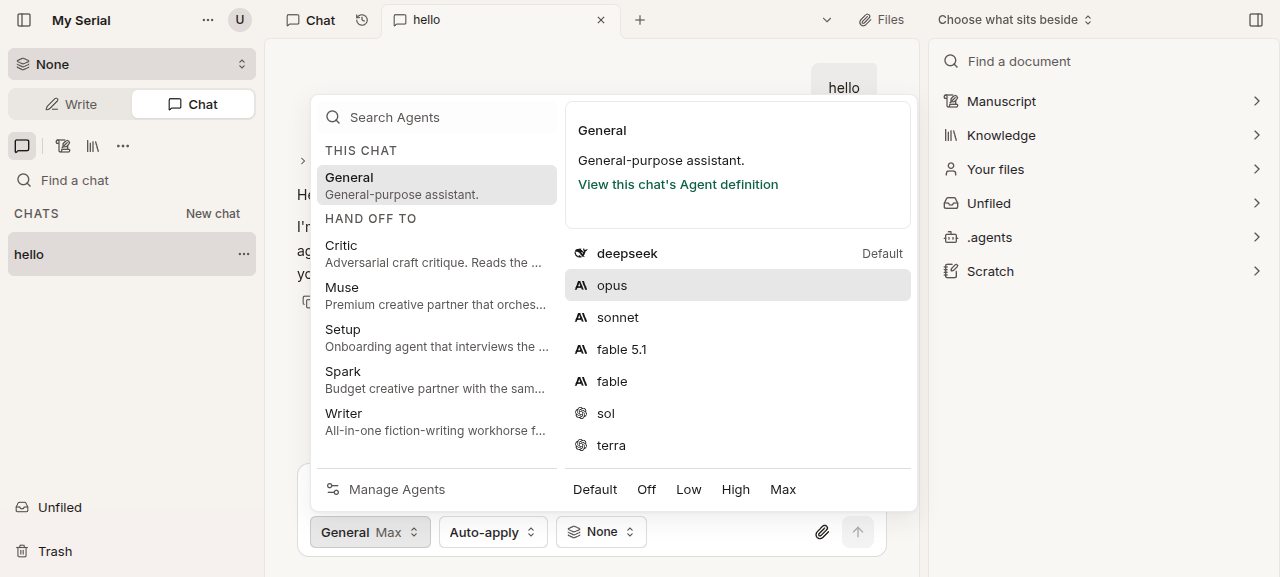 My Serial
U
Chat
hello
Files
Choose what sits beside
None
Write
Chat
Find a chat
CHATS
New chat
hello
Unfiled
Trash
hello
Search Agents
THIS CHAT
General
General-purpose assistant.
HAND OFF TO
Critic
Adversarial craft critique. Reads the ...
Muse
Premium creative partner that orches...
Setup
Onboarding agent that interviews the ...
Spark
Budget creative partner with the sam...
Writer
All-in-one fiction-writing workhorse f...
Manage Agents
General
General-purpose assistant.
View this chat's Agent definition
deepseek Default
opus
sonnet
fable 5.1
fable
sol
terra
Default Off Low High Max
General Max
Auto-apply
None
Find a document
Manuscript
Knowledge
Your files
Unfiled
.agents
Scratch